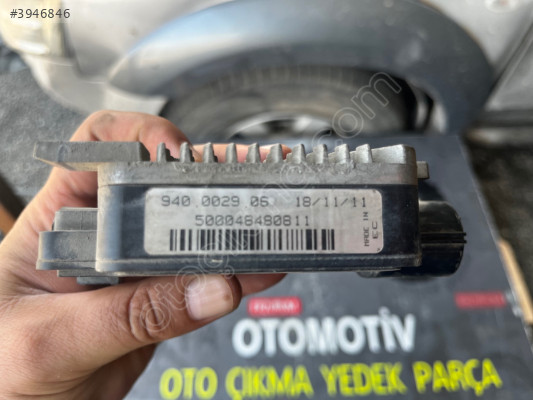 #3946846
940 0029 06 18/11/11
500048480811
MADE IN
EC
OTOMOTİV
OTO ÇIKMA YEDEK PARÇA